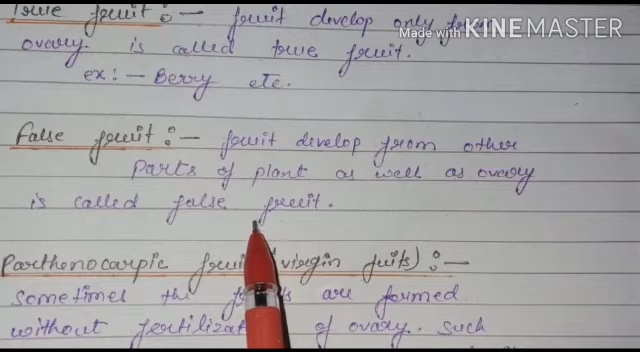 True fruit :- fruit develop only from
ovary is called true fruit.
ex:- Berry etc.
Made with KINEMASTER
False fruit :- fruit develop from other
parts of plant as well as ovary
is called false fruit.
Parthenocarpic (virgin fuits) :-
sometimes the are formed
without of ovary. Such